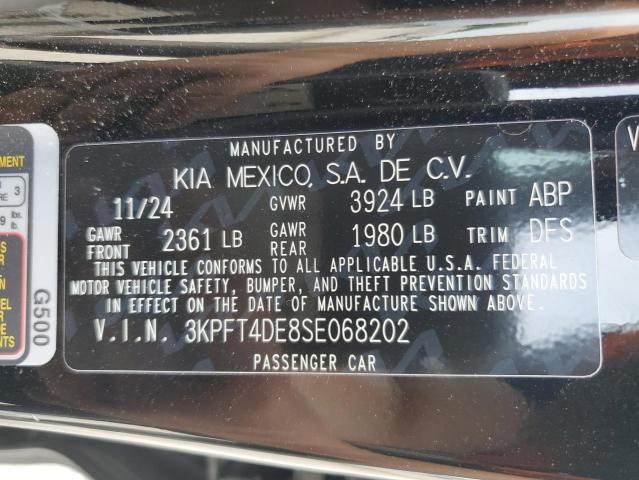 MANUFACTURED BY
KIA MEXICO, S.A. DE C.V.
11/24 GVWR 3924 LB PAINT ABP
GAWR FRONT 2361 LB GAWR REAR 1980 LB TRIM DFS
THIS VEHICLE CONFORMS TO ALL APPLICABLE U.S.A. FEDERAL
MOTOR VEHICLE SAFETY, BUMPER, AND THEFT PREVENTION STANDARDS
IN EFFECT ON THE DATE OF MANUFACTURE SHOWN ABOVE.
V.I.N. 3KPFT4DE8SE068202
PASSENGER CAR
G500
3
lbs.